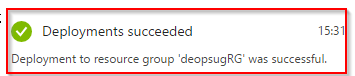 Deployments succeeded 15:31
Deployment to resource group 'deopsugRG' was successful.